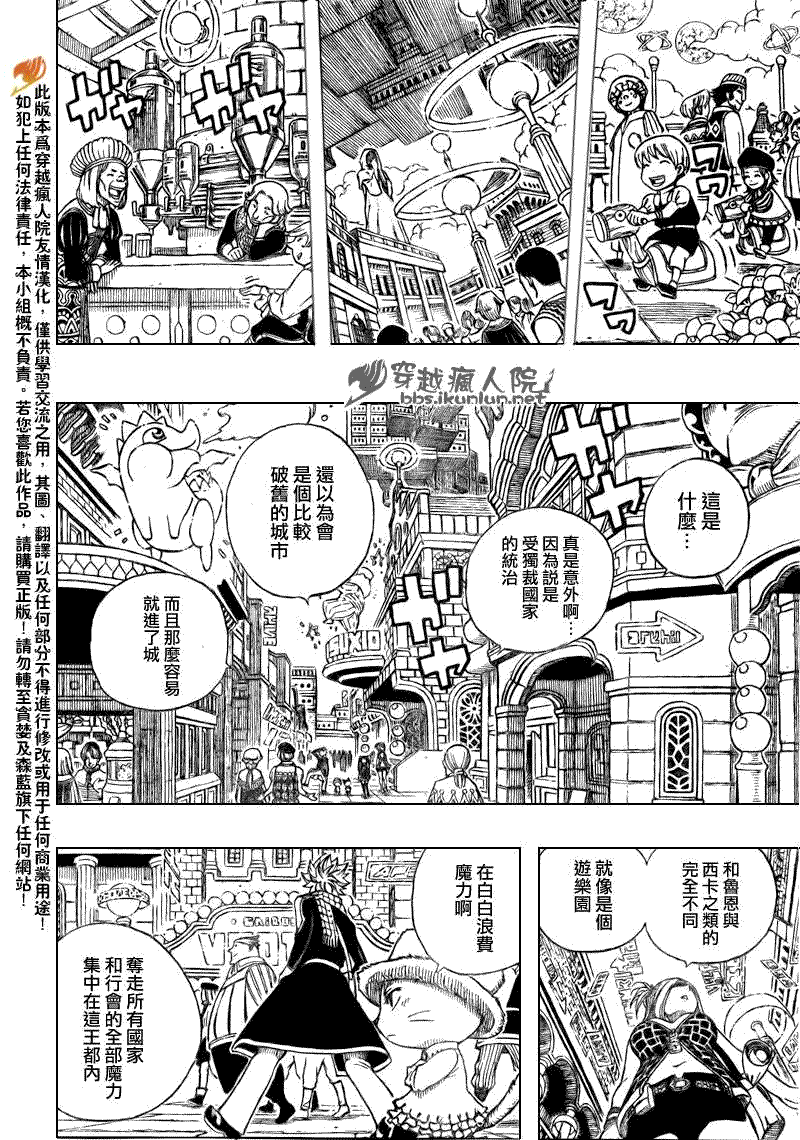 此版本爲穿越瘋人院友情漢化，僅供學習交流之用，其圖、翻譯以及任何部分不得進行修改或用于任何商業用途！
如犯上任何法律責任，本小組概不負責。若您喜歡此作品，請購買正版！請勿轉至貪婪及森藍旗下任何網站！
ワイ
ワイ
ガヤ
ガヤ
穿越瘋人院
bbs.ikunlun.net
這是
什麼…
真是意外啊…
因為説是
受獨裁國家
的統治
還以為會
是個比較
破舊的城市
而且那麼容易
就進了城
ガヤ
ガヤ
aruhil
和魯恩與
西卡之類的
完全不同
就像是個
遊樂園
在白白浪費
魔力啊
奪走所有國家
和行會的全部魔力
集中在這王都內